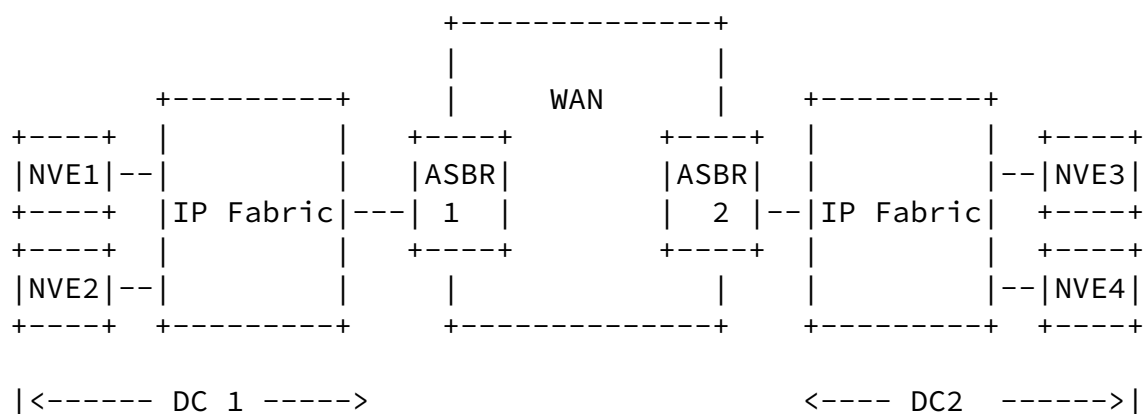 WAN
NVE1 ASBR ASBR NVE3
IP Fabric 1 2 IP Fabric
NVE2 NVE4
|<------ DC 1 -----> <---- DC2 ------>|